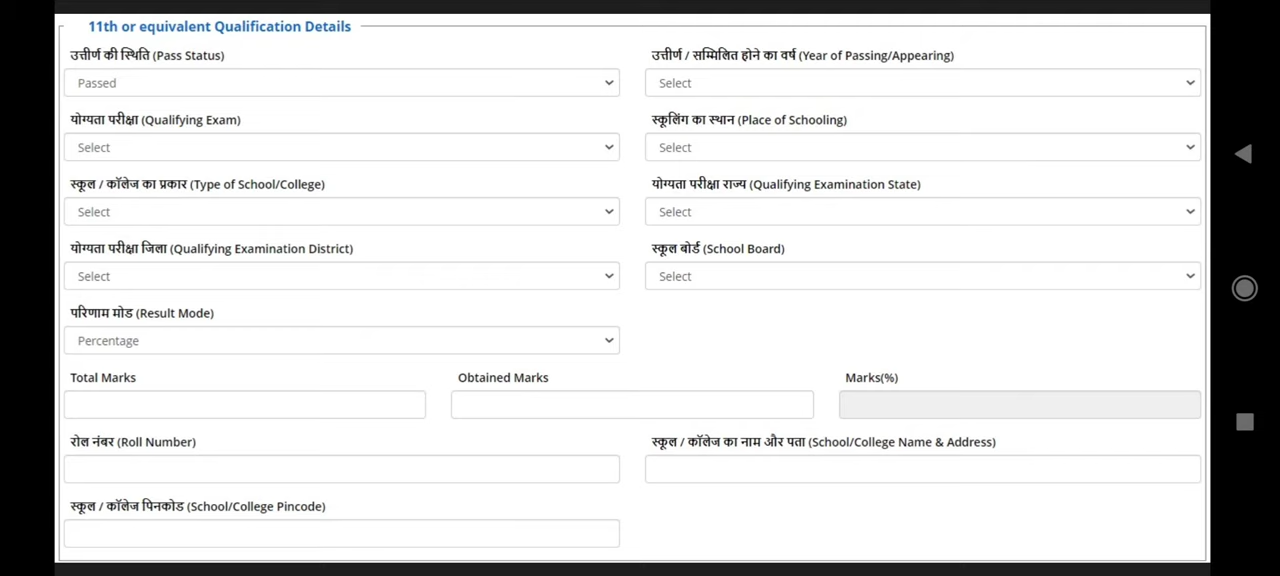 11th or equivalent Qualification Details
उत्तीर्ण की स्थिति (Pass Status)
उत्तीर्ण / सम्मिलित होने का वर्ष (Year of Passing/Appearing)
Passed
Select
योग्यता परीक्षा (Qualifying Exam)
स्कूलिंग का स्थान (Place of Schooling)
Select
Select
स्कूल / कॉलेज का प्रकार (Type of School/College)
योग्यता परीक्षा राज्य (Qualifying Examination State)
Select
Select
योग्यता परीक्षा जिला (Qualifying Examination District)
स्कूल बोर्ड (School Board)
Select
Select
परिणाम मोड (Result Mode)
Percentage
Total Marks
Obtained Marks
Marks(%)
रोल नंबर (Roll Number)
स्कूल / कॉलेज का नाम और पता (School/College Name & Address)
स्कूल / कॉलेज पिनकोड (School/College Pincode)